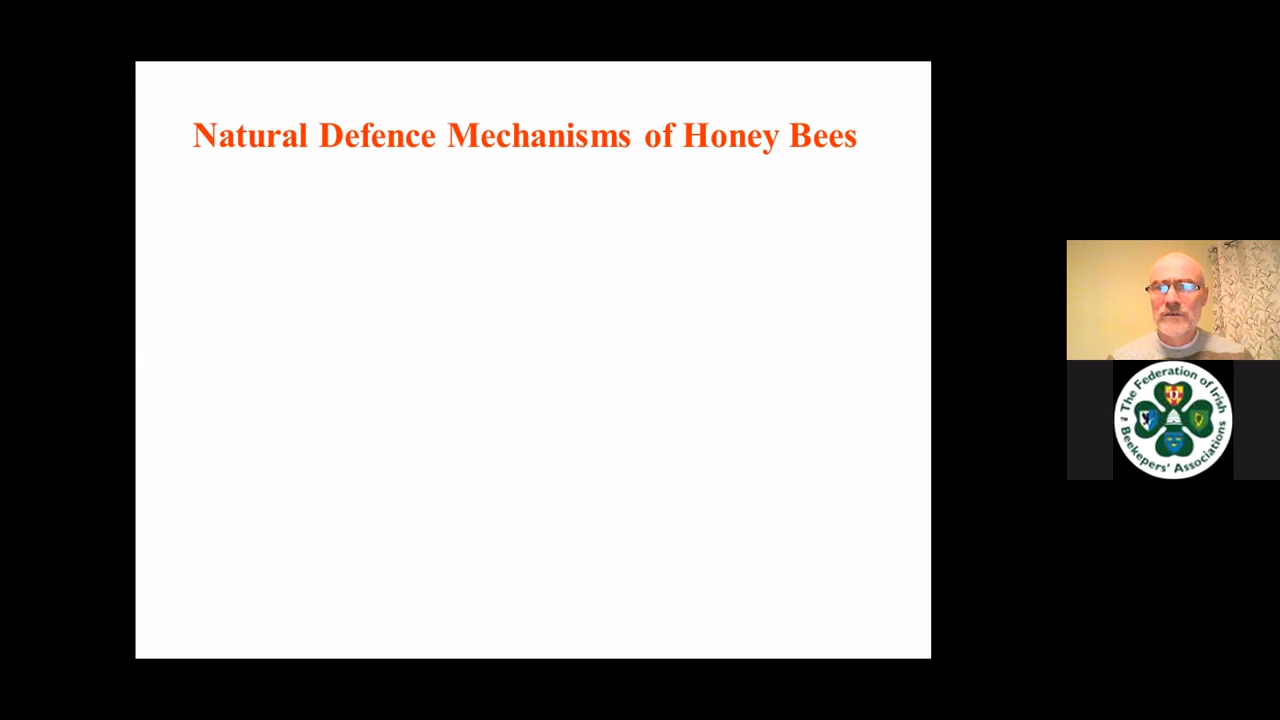 Natural Defence Mechanisms of Honey Bees
The Federation of Irish
Beekepers' Associations